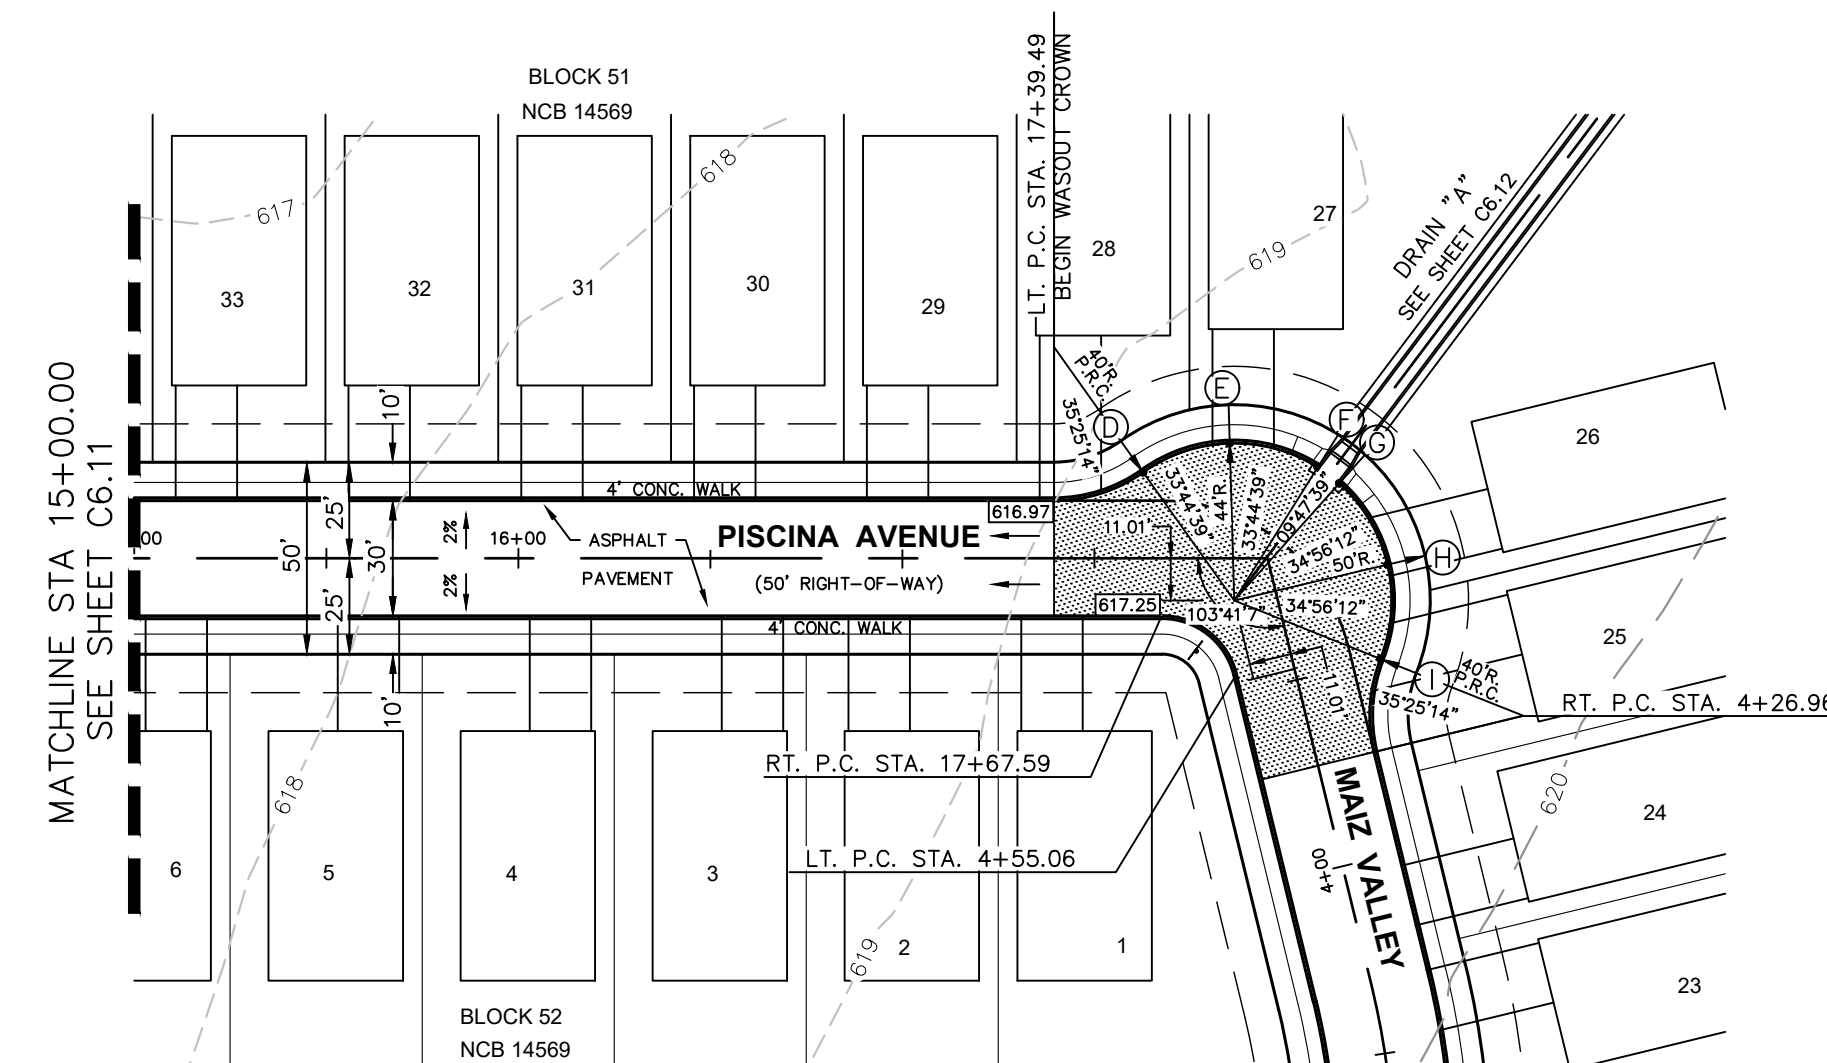 BLOCK 51
NCB 14569
LT. P.C. STA. 17+39.49
BEGIN WASOUT CROWN
MATCHLINE STA 15+00.00
SEE SHEET C6.11
617
618
619
33
32
31
30
29
28
27
DRAIN "A"
SEE SHEET C6.12
40'R.
P.R.C.
35°25'14"
D
E
F
G
H
I
26
25
24
23
10'
25'
50'
30'
25'
10'
2%
2%
00
16+00
4' CONC. WALK
ASPHALT
PAVEMENT
PISCINA AVENUE
(50' RIGHT-OF-WAY)
616.97
617.25
4' CONC. WALK
11.01'
33°44'39"
44'R.
33°44'39"
09°47'39"
34°56'12"
50'R.
34°56'12"
103°41'7"
11.01'
40'R.
P.R.C.
35°25'14"
RT. P.C. STA. 4+26.96
RT. P.C. STA. 17+67.59
LT. P.C. STA. 4+55.06
MAIZ VALLEY
4+00
618
619
620
6
5
4
3
2
1
BLOCK 52
NCB 14569